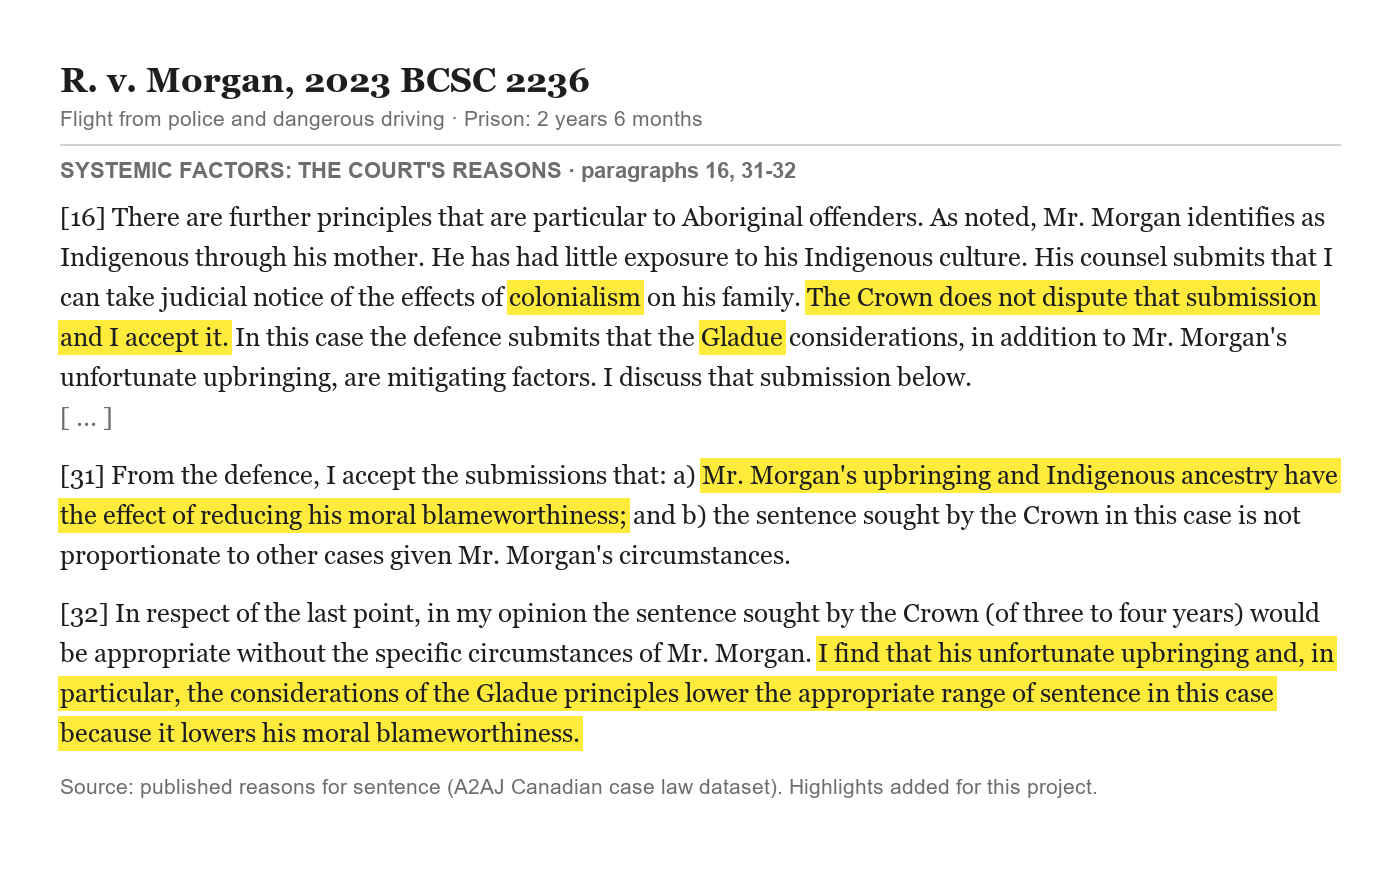 R. v. Morgan, 2023 BCSC 2236
Flight from police and dangerous driving · Prison: 2 years 6 months
SYSTEMIC FACTORS: THE COURT'S REASONS · paragraphs 16, 31-32
[16] There are further principles that are particular to Aboriginal offenders. As noted, Mr. Morgan identifies as
Indigenous through his mother. He has had little exposure to his Indigenous culture. His counsel submits that I
can take judicial notice of the effects of colonialism on his family. The Crown does not dispute that submission
and I accept it. In this case the defence submits that the Gladue considerations, in addition to Mr. Morgan's
unfortunate upbringing, are mitigating factors. I discuss that submission below.
[ ... ]
[31] From the defence, I accept the submissions that: a) Mr. Morgan's upbringing and Indigenous ancestry have
the effect of reducing his moral blameworthiness; and b) the sentence sought by the Crown in this case is not
proportionate to other cases given Mr. Morgan's circumstances.
[32] In respect of the last point, in my opinion the sentence sought by the Crown (of three to four years) would
be appropriate without the specific circumstances of Mr. Morgan. I find that his unfortunate upbringing and, in
particular, the considerations of the Gladue principles lower the appropriate range of sentence in this case
because it lowers his moral blameworthiness.
Source: published reasons for sentence (A2AJ Canadian case law dataset). Highlights added for this project.